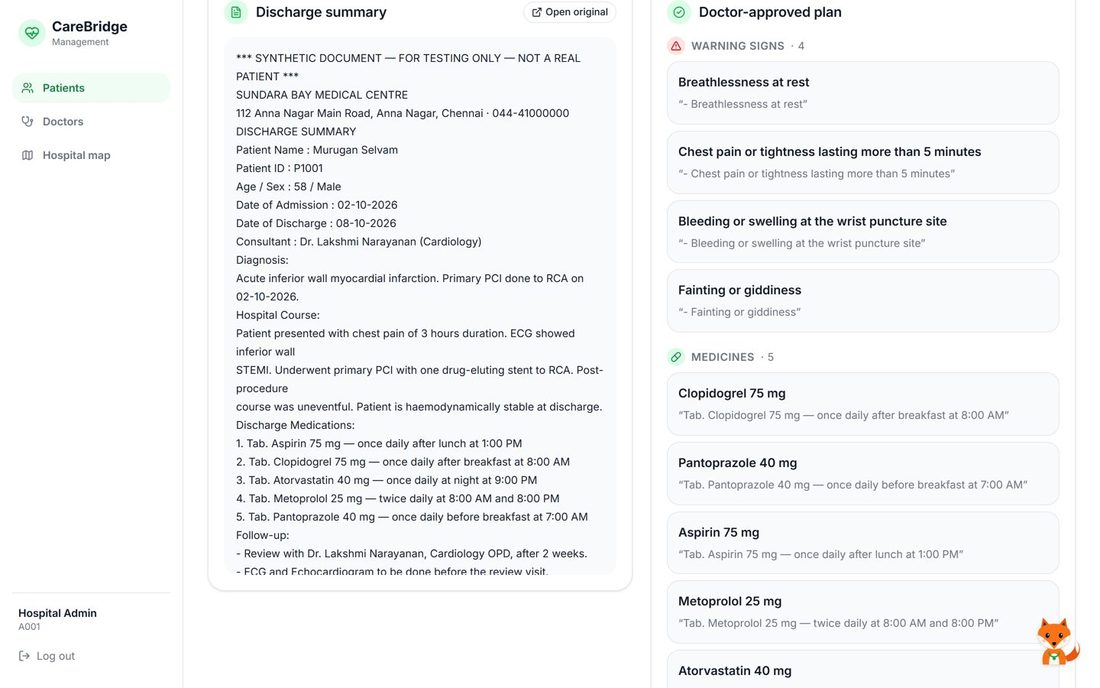 CareBridge
Management
Patients
Doctors
Hospital map
Hospital Admin
A001
Log out
Discharge summary
Open original
*** SYNTHETIC DOCUMENT — FOR TESTING ONLY — NOT A REAL
PATIENT ***
SUNDARA BAY MEDICAL CENTRE
112 Anna Nagar Main Road, Anna Nagar, Chennai · 044-41000000
DISCHARGE SUMMARY
Patient Name : Murugan Selvam
Patient ID : P1001
Age / Sex : 58 / Male
Date of Admission : 02-10-2026
Date of Discharge : 08-10-2026
Consultant : Dr. Lakshmi Narayanan (Cardiology)
Diagnosis:
Acute inferior wall myocardial infarction. Primary PCI done to RCA on
02-10-2026.
Hospital Course:
Patient presented with chest pain of 3 hours duration. ECG showed
inferior wall
STEMI. Underwent primary PCI with one drug-eluting stent to RCA. Post-
procedure
course was uneventful. Patient is haemodynamically stable at discharge.
Discharge Medications:
1. Tab. Aspirin 75 mg — once daily after lunch at 1:00 PM
2. Tab. Clopidogrel 75 mg — once daily after breakfast at 8:00 AM
3. Tab. Atorvastatin 40 mg — once daily at night at 9:00 PM
4. Tab. Metoprolol 25 mg — twice daily at 8:00 AM and 8:00 PM
5. Tab. Pantoprazole 40 mg — once daily before breakfast at 7:00 AM
Follow-up:
- Review with Dr. Lakshmi Narayanan, Cardiology OPD, after 2 weeks.
- ECG and Echocardiogram to be done before the review visit.
Doctor-approved plan
WARNING SIGNS · 4
Breathlessness at rest
“- Breathlessness at rest”
Chest pain or tightness lasting more than 5 minutes
“- Chest pain or tightness lasting more than 5 minutes”
Bleeding or swelling at the wrist puncture site
“- Bleeding or swelling at the wrist puncture site”
Fainting or giddiness
“- Fainting or giddiness”
MEDICINES · 5
Clopidogrel 75 mg
“Tab. Clopidogrel 75 mg — once daily after breakfast at 8:00 AM”
Pantoprazole 40 mg
“Tab. Pantoprazole 40 mg — once daily before breakfast at 7:00 AM”
Aspirin 75 mg
“Tab. Aspirin 75 mg — once daily after lunch at 1:00 PM”
Metoprolol 25 mg
“Tab. Metoprolol 25 mg — twice daily at 8:00 AM and 8:00 PM”
Atorvastatin 40 mg